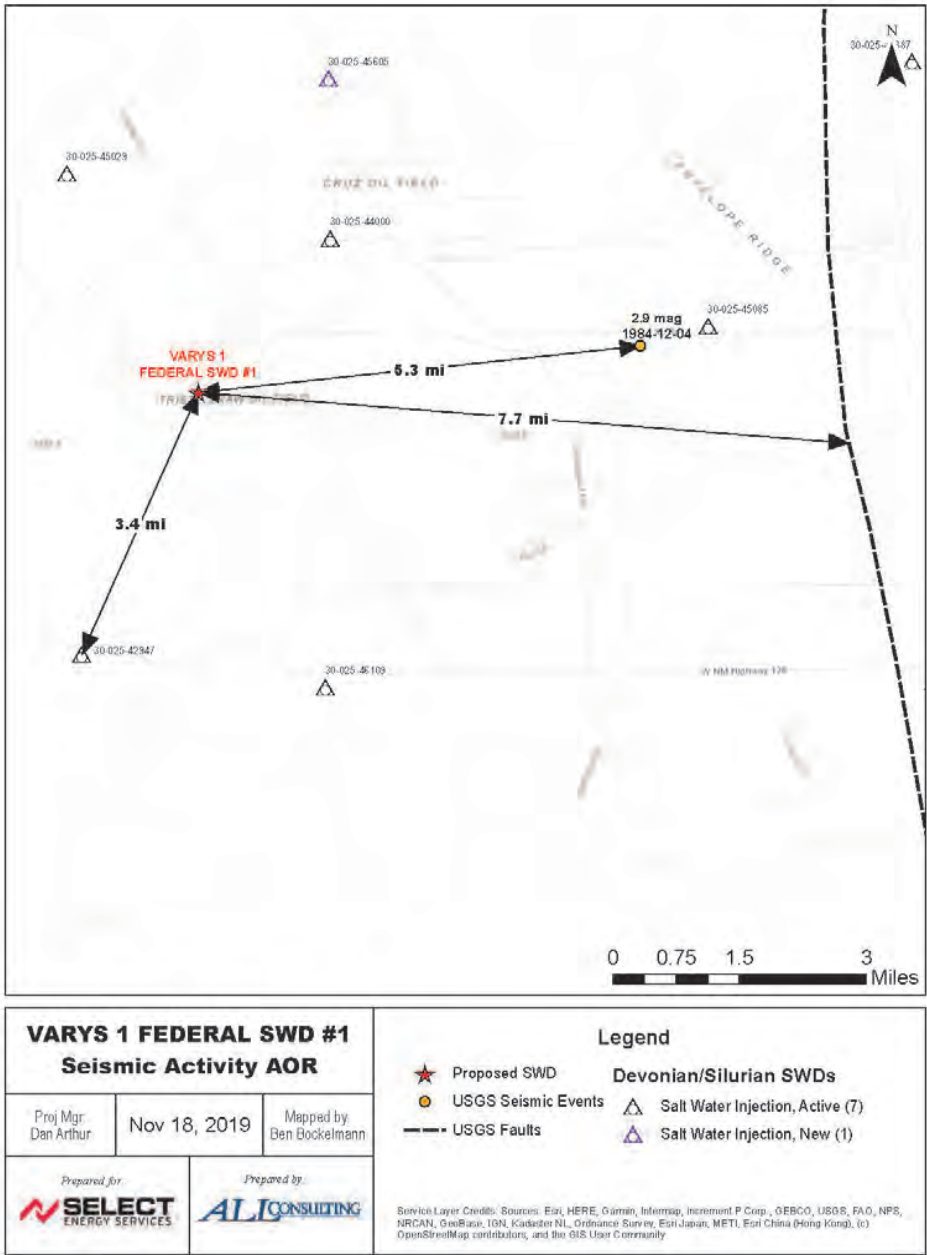 N
30-025-45605
30-025-45029
CRUZ OIL FIELD
30-025-44000
ANTELOPE RIDGE
30-025-45085
2.9 mag
1984-12-04
VARYS 1
FEDERAL SWD #1
5.3 mi
7.7 mi
3.4 mi
30-025-42947
30-025-46109
W NM Highway 128
0 0.75 1.5 3
Miles
VARYS 1 FEDERAL SWD #1
Seismic Activity AOR
Proj Mgr:
Dan Arthur
Nov 18, 2019
Mapped by:
Ben Bockelmann
Prepared for:
SELECT
ENERGY SERVICES
Prepared by:
ALL CONSULTING
Legend
Proposed SWD
USGS Seismic Events
USGS Faults
Devonian/Silurian SWDs
Salt Water Injection, Active (7)
Salt Water Injection, New (1)
Service Layer Credits: Sources: Esri, HERE, Garmin, Intermap, increment P Corp., GEBCO, USGS, FAO, NPS,
NRCAN, GeoBase, IGN, Kadaster NL, Ordnance Survey, Esri Japan, METI, Esri China (Hong Kong), (c)
OpenStreetMap contributors, and the GIS User Community